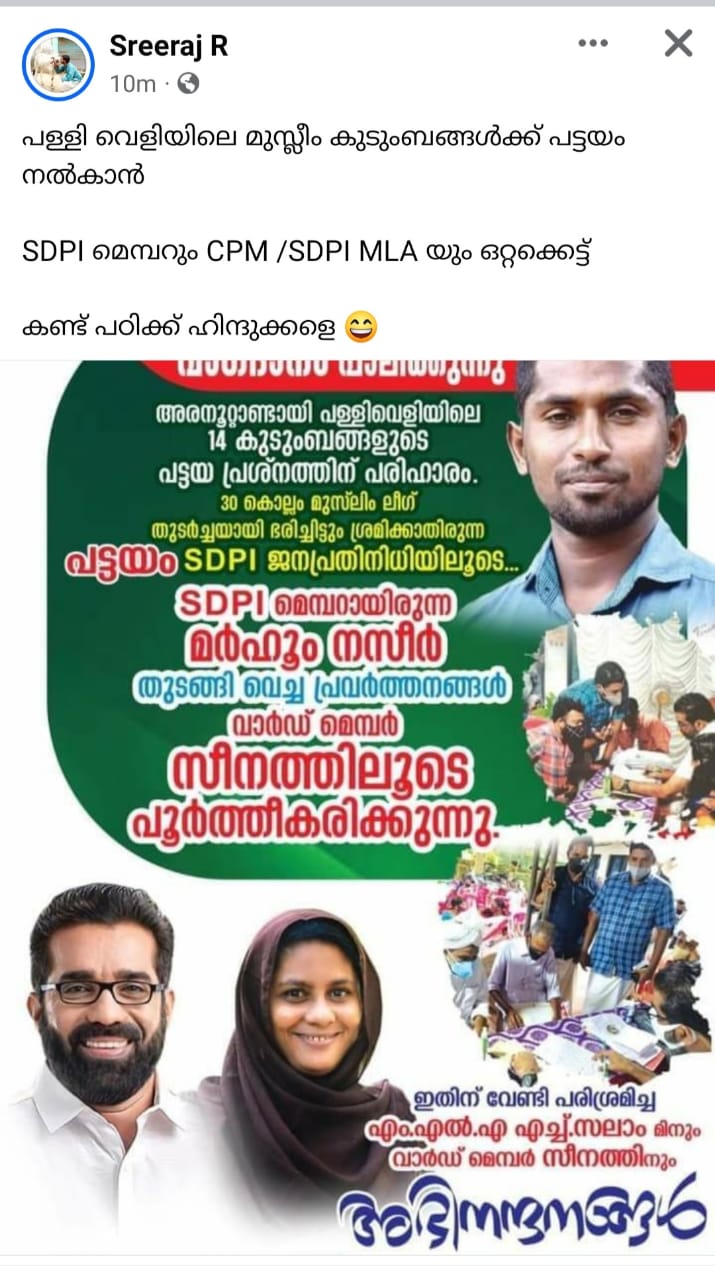 Sreeraj R
10m
പള്ളി വെളിയിലെ മുസ്ലീം കുടുംബങ്ങൾക്ക് പട്ടയം
നൽകാൻ
SDPI മെമ്പറും CPM /SDPI MLA യും ഒറ്റക്കെട്ട്
കണ്ട് പഠിക്ക് ഹിന്ദുക്കളെ 😄
വാഗ്ദാനം പാലിക്കുന്നു
അരനൂറ്റാണ്ടായി പള്ളിവെളിയിലെ
14 കുടുംബങ്ങളുടെ
പട്ടയ പ്രശ്നത്തിന് പരിഹാരം.
30 കൊല്ലം മുസ്‌ലിം ലീഗ്
തുടർച്ചയായി ഭരിച്ചിട്ടും ശ്രമിക്കാതിരുന്ന
പട്ടയം SDPI ജനപ്രതിനിധിയിലൂടെ...
SDPI മെമ്പറായിരുന്ന
മർഹൂം നസീർ
തുടങ്ങി വെച്ച പ്രവർത്തനങ്ങൾ
വാർഡ് മെമ്പർ
സീനത്തിലൂടെ
പൂർത്തീകരിക്കുന്നു.
ഇതിന് വേണ്ടി പരിശ്രമിച്ച
എം.എൽ.എ എച്ച്.സലാം മിനും
വാർഡ് മെമ്പർ സീനത്തിനും
അഭിനന്ദനങ്ങൾ